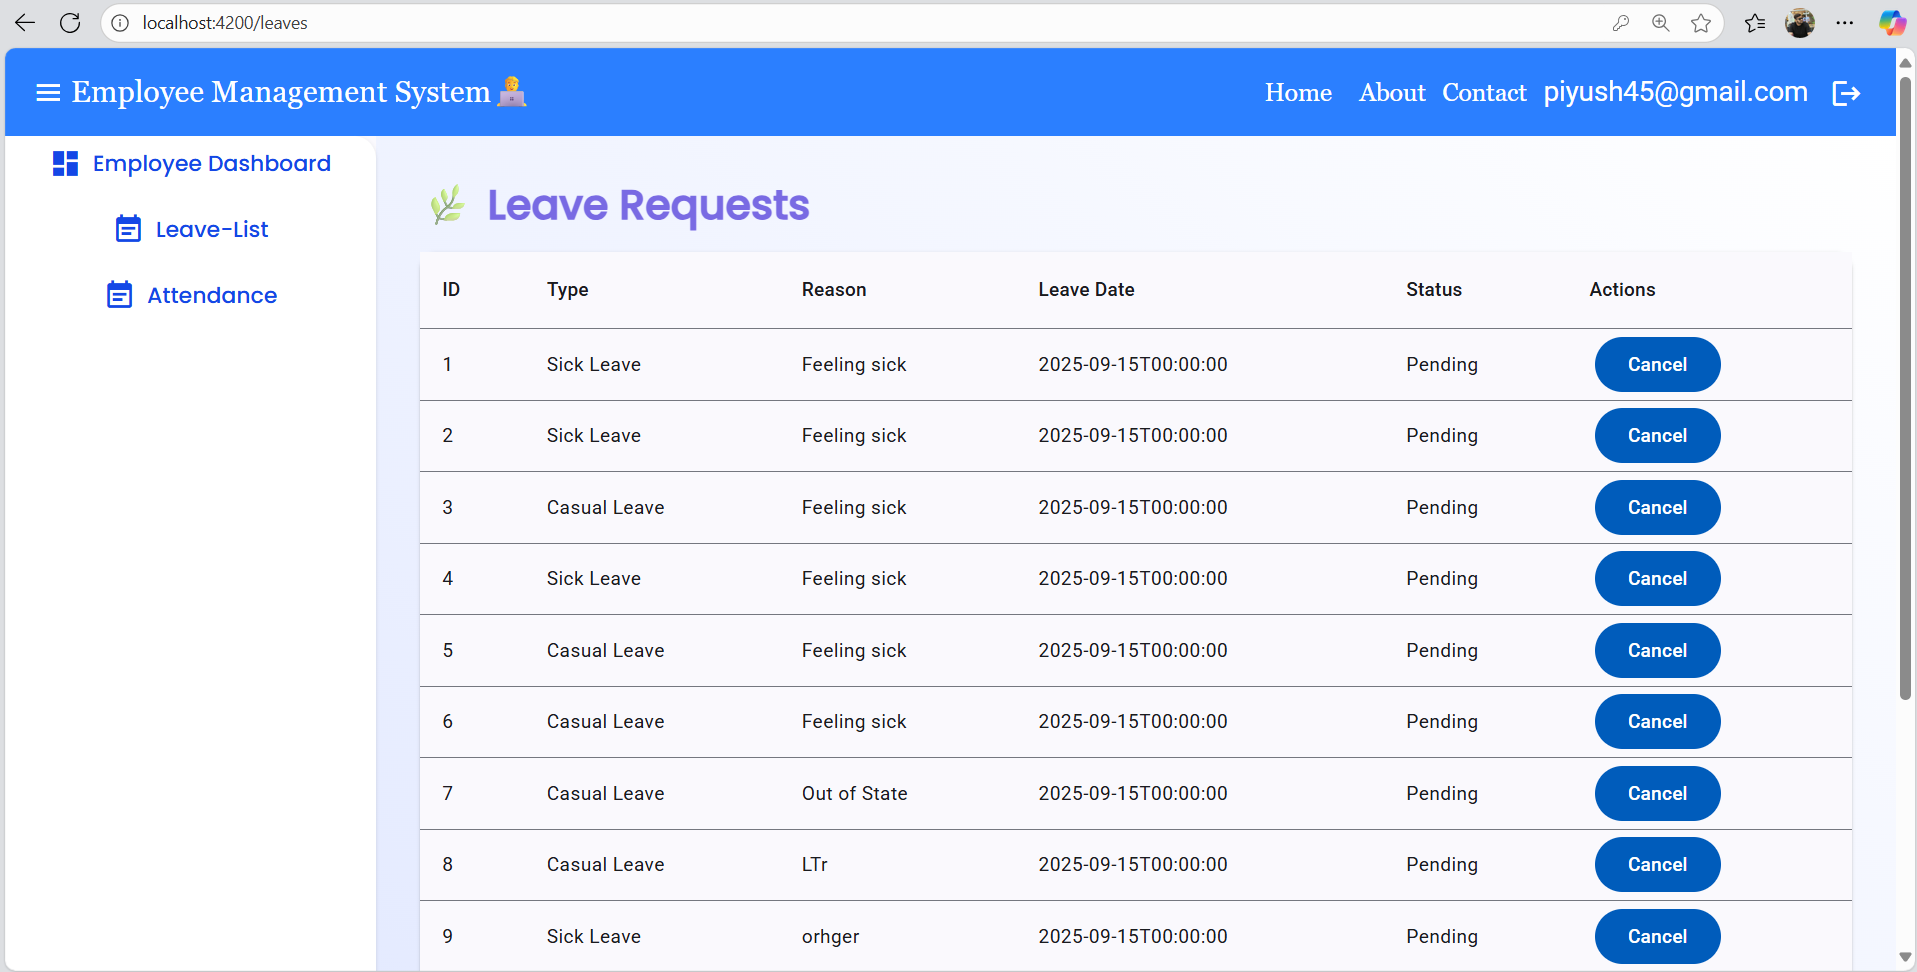 localhost:4200/leaves
Employee Management System
Home About Contact piyush45@gmail.com
Employee Dashboard
Leave-List
Attendance
Leave Requests
ID Type Reason Leave Date Status Actions
1 Sick Leave Feeling sick 2025-09-15T00:00:00 Pending Cancel
2 Sick Leave Feeling sick 2025-09-15T00:00:00 Pending Cancel
3 Casual Leave Feeling sick 2025-09-15T00:00:00 Pending Cancel
4 Sick Leave Feeling sick 2025-09-15T00:00:00 Pending Cancel
5 Casual Leave Feeling sick 2025-09-15T00:00:00 Pending Cancel
6 Casual Leave Feeling sick 2025-09-15T00:00:00 Pending Cancel
7 Casual Leave Out of State 2025-09-15T00:00:00 Pending Cancel
8 Casual Leave LTr 2025-09-15T00:00:00 Pending Cancel
9 Sick Leave orhger 2025-09-15T00:00:00 Pending Cancel